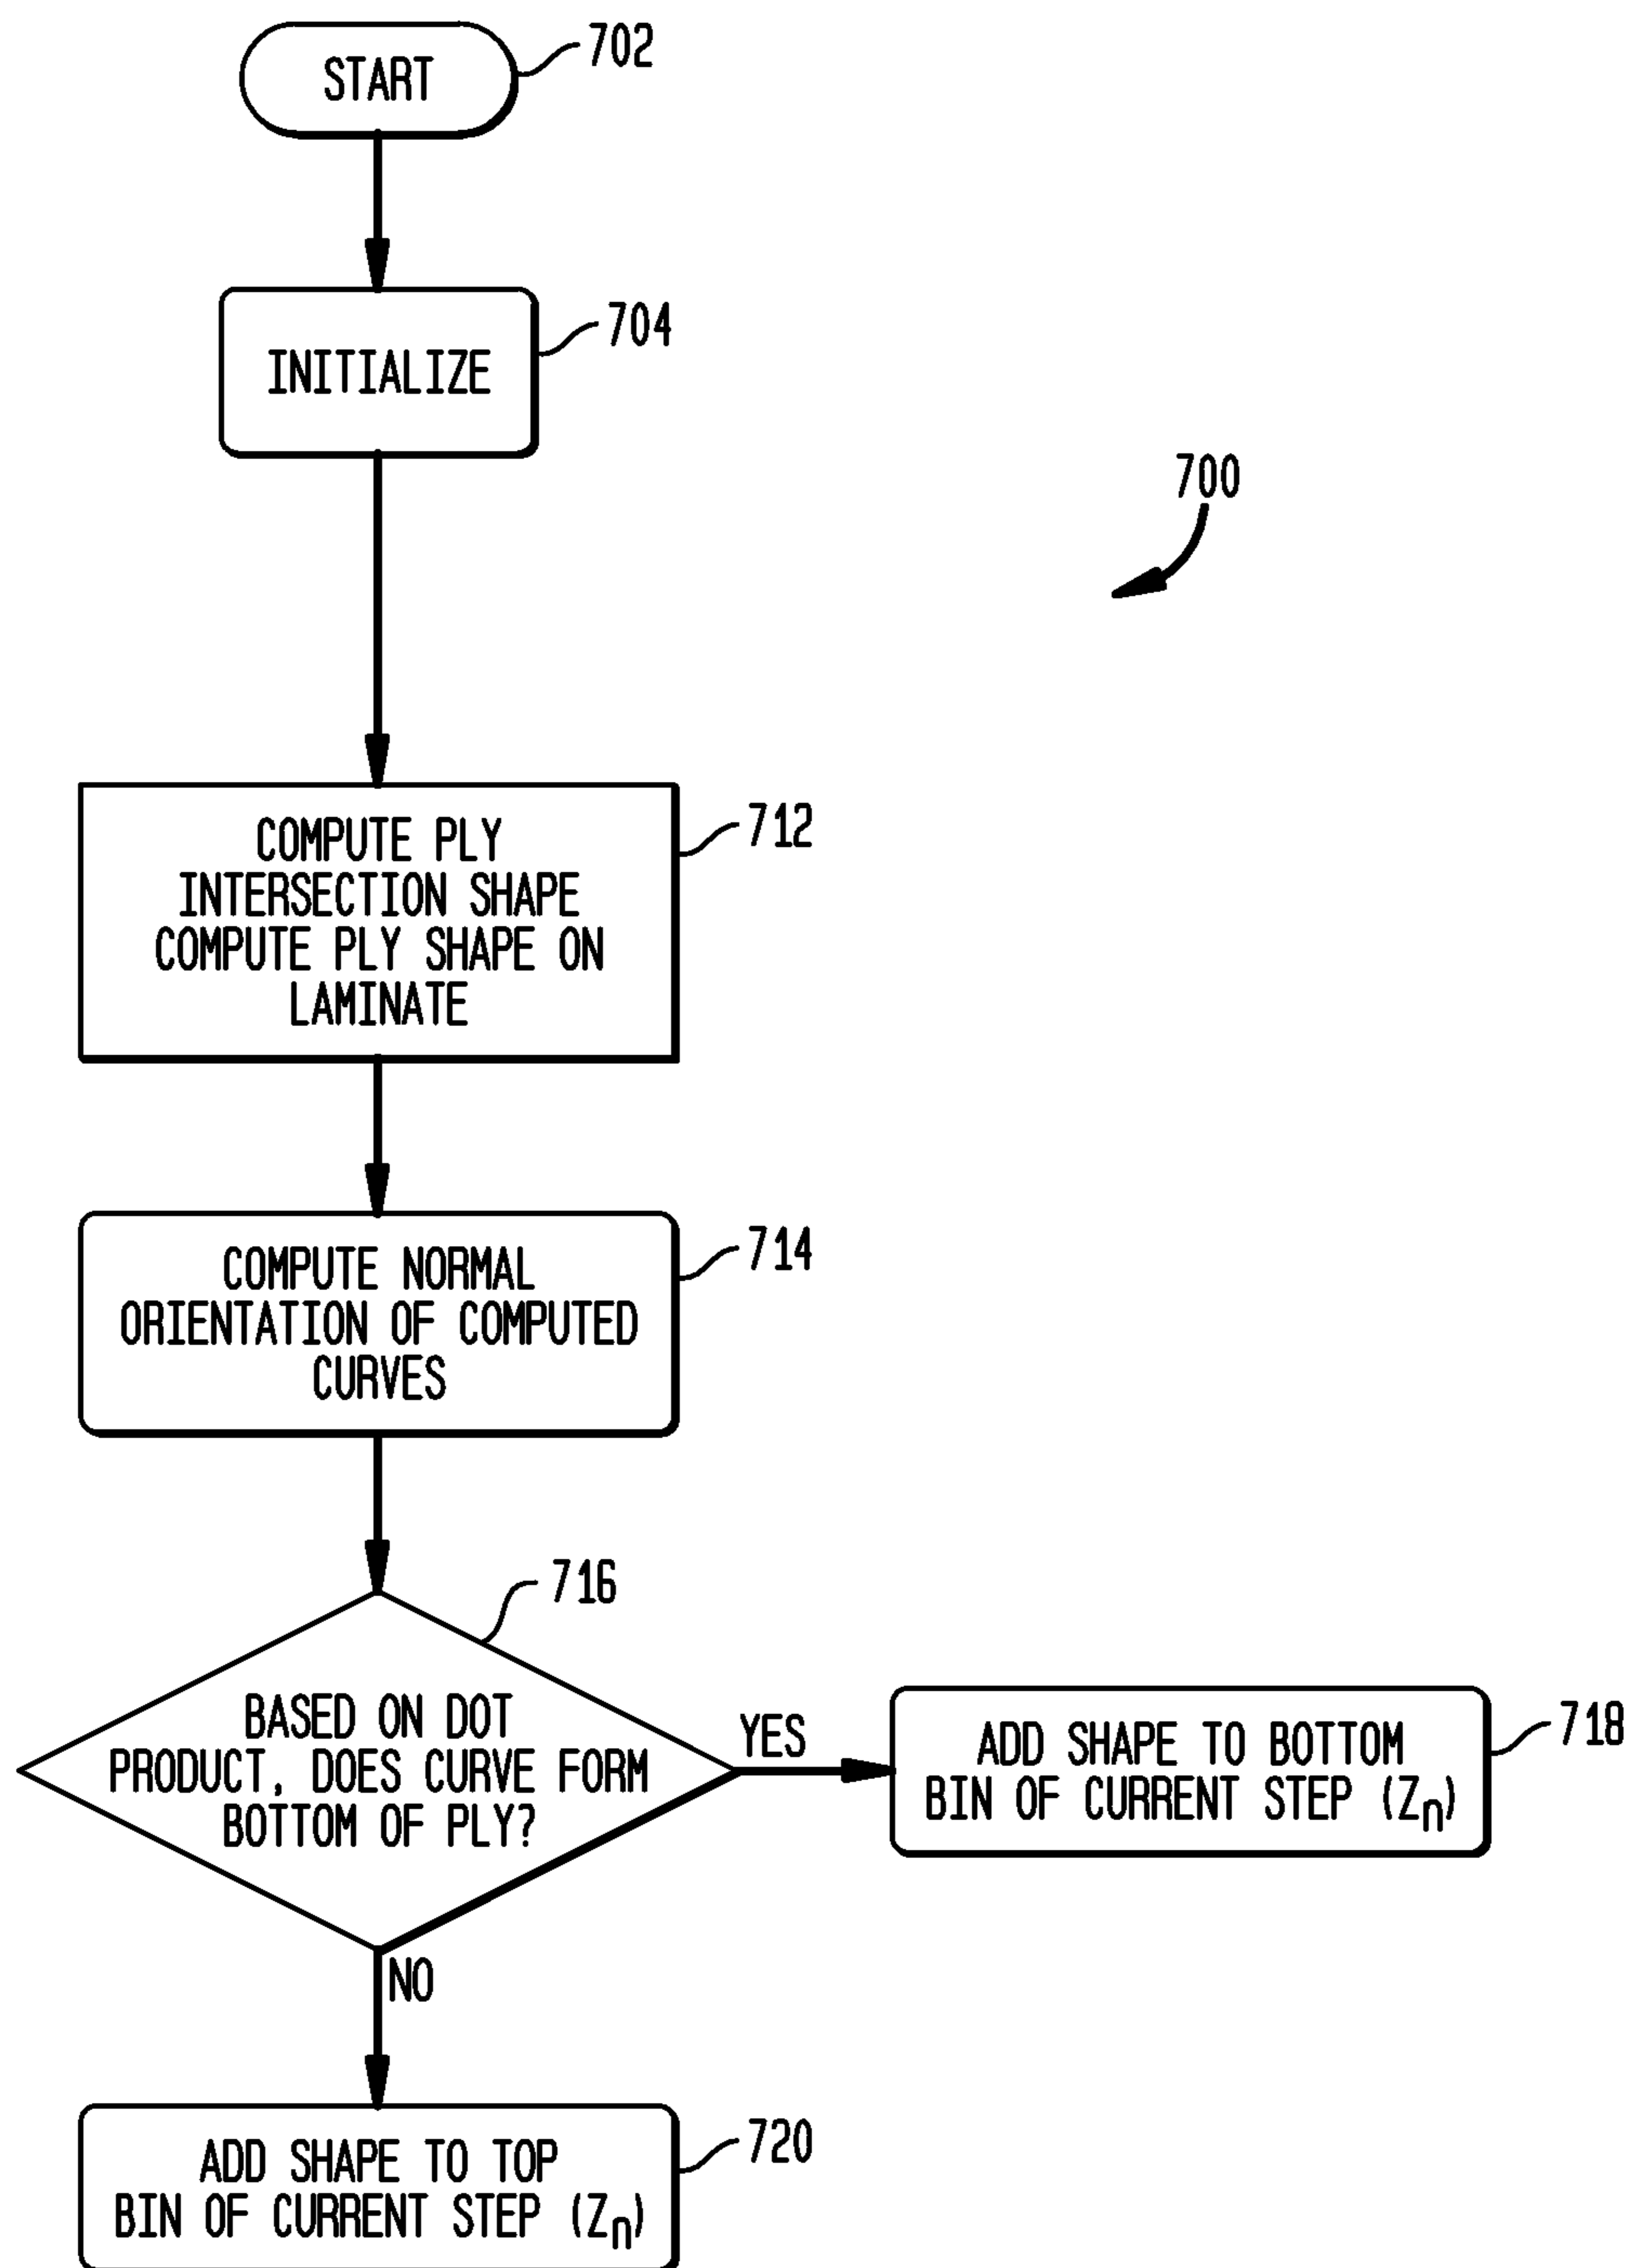 START
702
INITIALIZE
704
700
COMPUTE PLY
INTERSECTION SHAPE
COMPUTE PLY SHAPE ON
LAMINATE
712
COMPUTE NORMAL
ORIENTATION OF COMPUTED
CURVES
714
716
BASED ON DOT
PRODUCT, DOES CURVE FORM
BOTTOM OF PLY?
YES
ADD SHAPE TO BOTTOM
BIN OF CURRENT STEP (Zn)
718
NO
ADD SHAPE TO TOP
BIN OF CURRENT STEP (Zn)
720